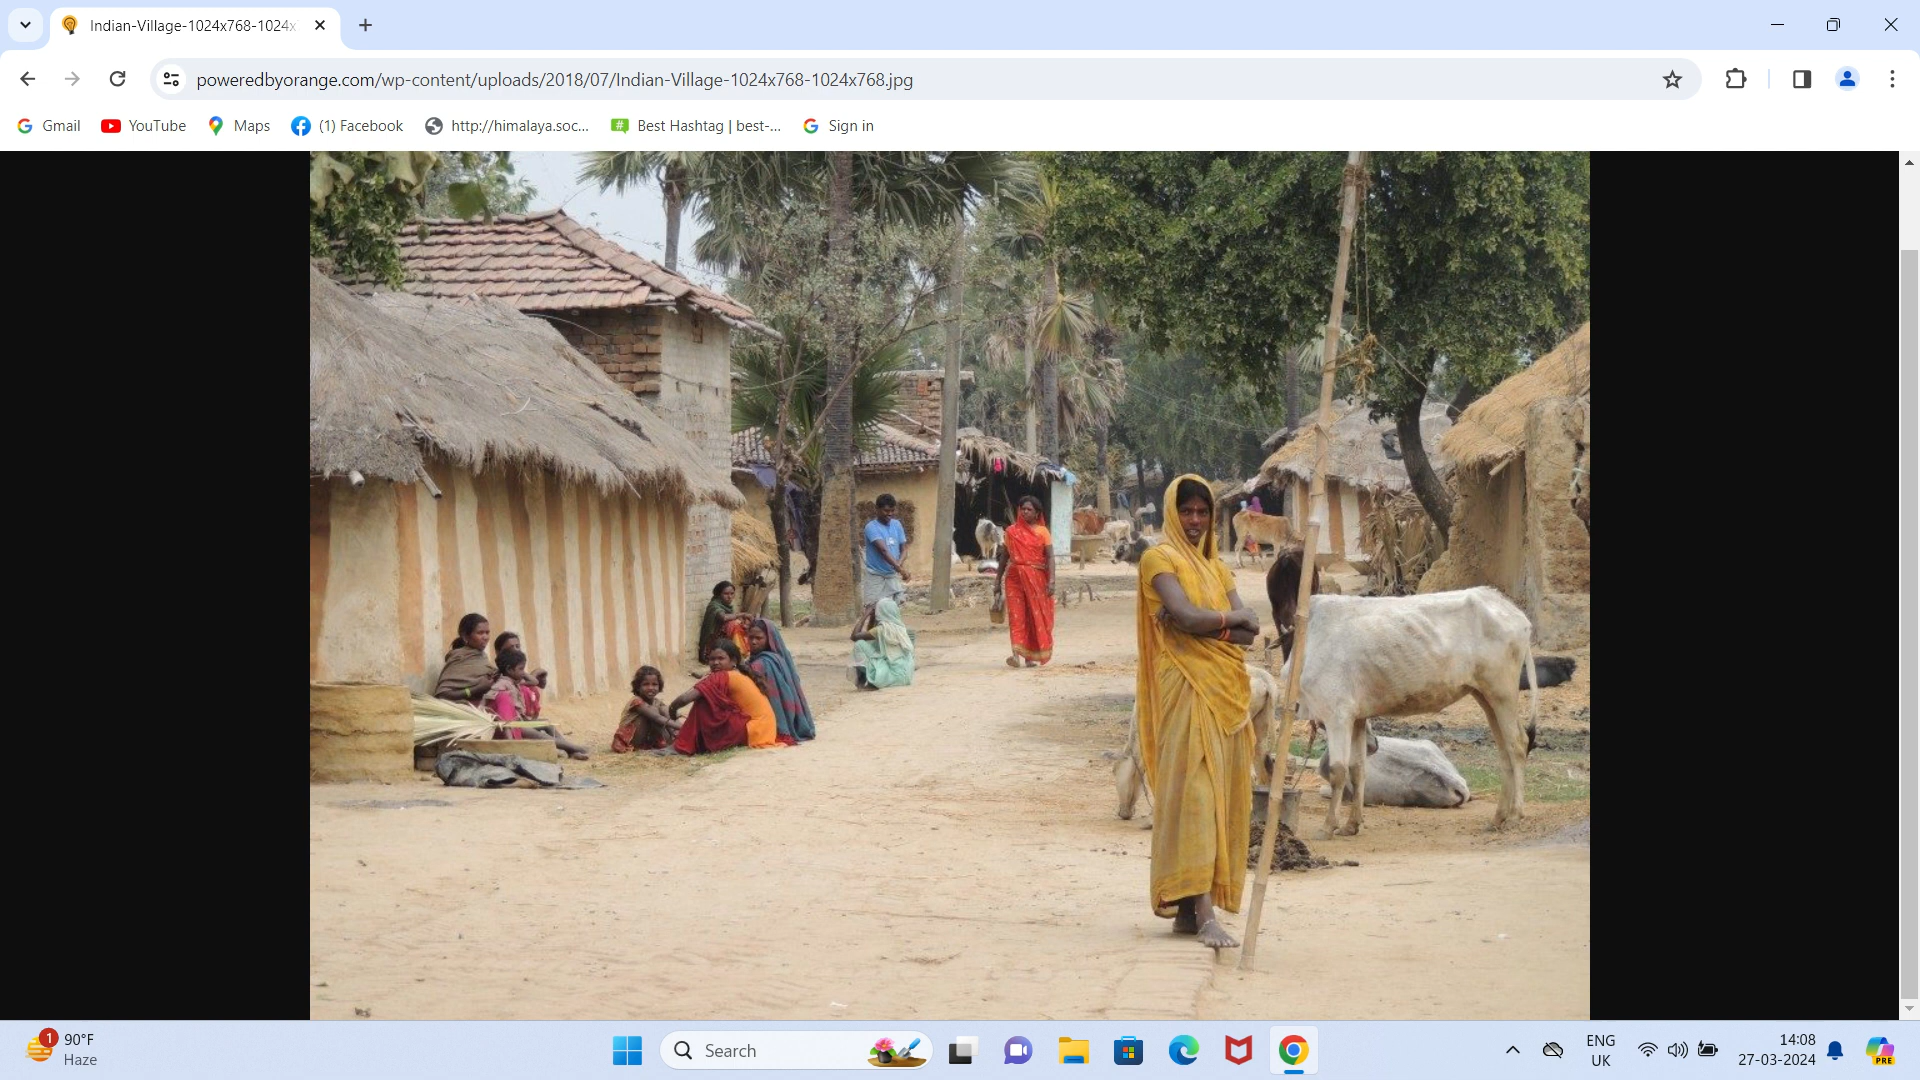 Indian-Village-1024x768-1024x
poweredbyorange.com/wp-content/uploads/2018/07/Indian-Village-1024x768-1024x768.jpg
Gmail YouTube Maps (1) Facebook http://himalaya.soc... Best Hashtag | best-... Sign in
1 90°F
Haze
Search
ENG
UK
14:08
27-03-2024
PRE